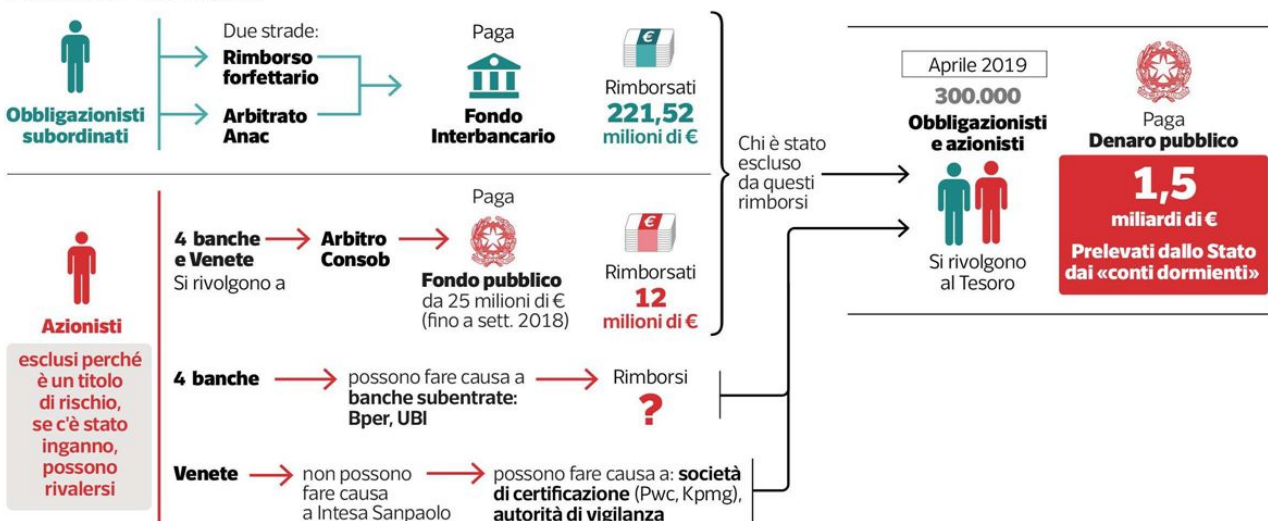 Obbligazionisti
subordinati
Due strade:
Rimborso
forfettario
Arbitrato
Anac
Paga
Fondo
Interbancario
€
Rimborsati
221,52
milioni di €
Azionisti
esclusi perché
è un titolo
di rischio,
se c'è stato
inganno,
possono
rivalersi
4 banche
e Venete
Si rivolgono a
Arbitro
Consob
Paga
Fondo pubblico
da 25 milioni di €
(fino a sett. 2018)
€
Rimborsati
12
milioni di €
4 banche
possono fare causa a
banche subentrate:
Bper, UBI
Rimborsi
?
Venete
non possono
fare causa
a Intesa Sanpaolo
possono fare causa a: società
di certificazione (Pwc, Kpmg),
autorità di vigilanza
Chi è stato
escluso
da questi
rimborsi
Aprile 2019
300.000
Obbligazionisti
e azionisti
Si rivolgono
al Tesoro
Paga
Denaro pubblico
1,5
miliardi di €
Prelevati dallo Stato
dai «conti dormienti»